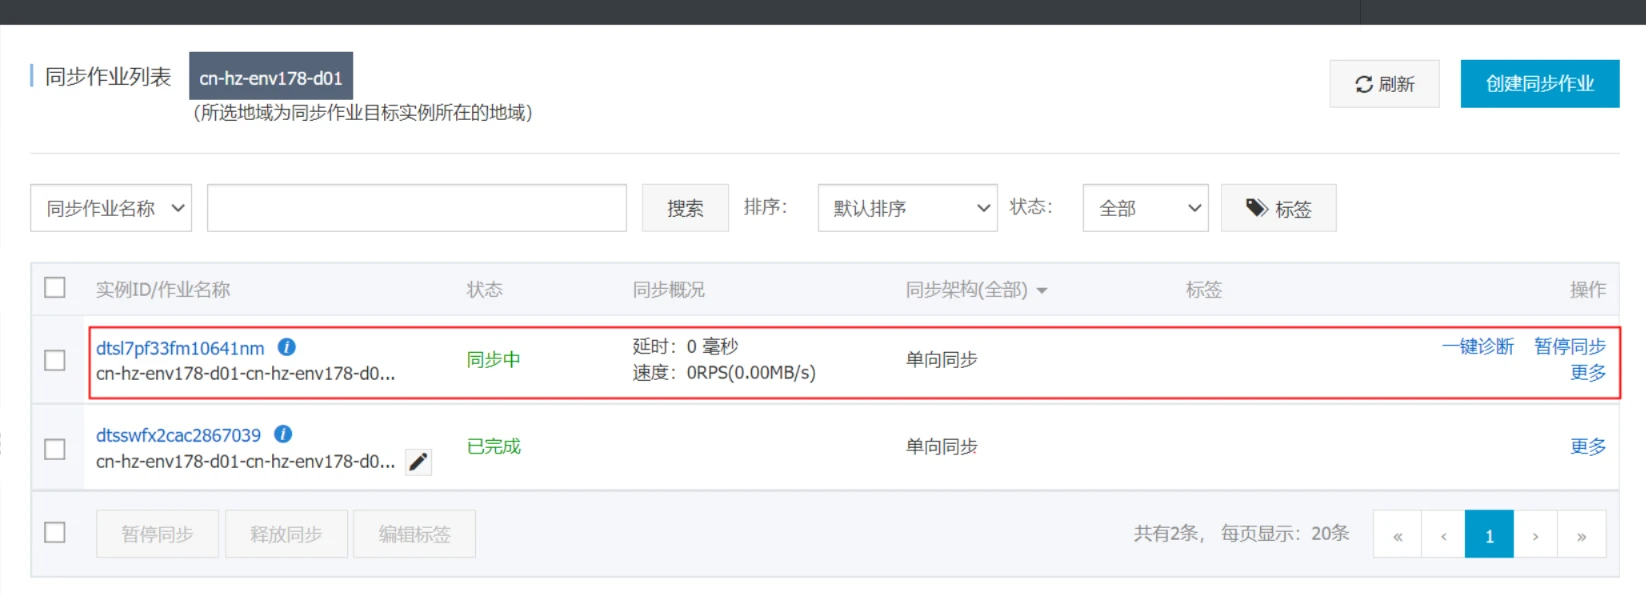 同步作业列表 cn-hz-env178-d01
(所选地域为同步作业目标实例所在的地域)
刷新 创建同步作业
同步作业名称 搜索 排序： 默认排序 状态： 全部 标签
实例ID/作业名称 状态 同步概况 同步架构(全部) 标签 操作
dtsl7pf33fm10641nm 延时：0 毫秒 一键诊断 暂停同步
同步中 单向同步
cn-hz-env178-d01-cn-hz-env178-d0... 速度：0RPS(0.00MB/s) 更多
dtsswfx2cac2867039
已完成 单向同步 更多
cn-hz-env178-d01-cn-hz-env178-d0...
暂停同步 释放同步 编辑标签 共有2条， 每页显示：20条 « ‹ 1 › »